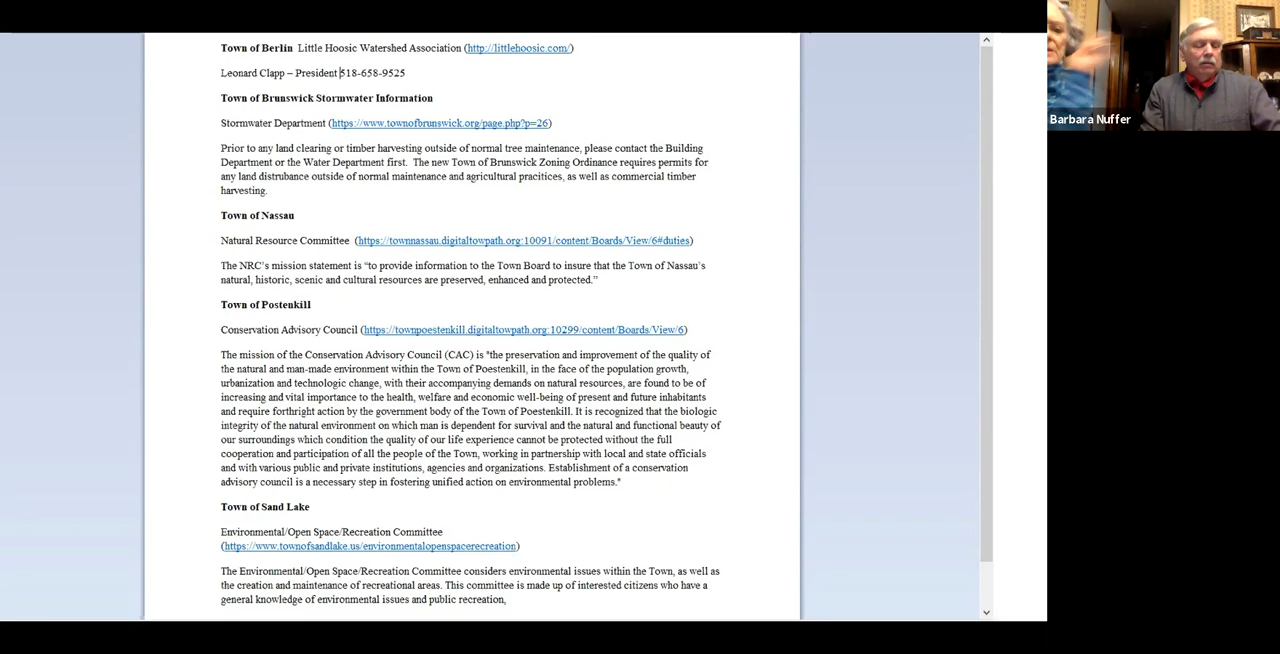 Town of Berlin Little Hoosic Watershed Association (http://littlehoosic.com/)
Leonard Clapp – President 518-658-9525
Town of Brunswick Stormwater Information
Stormwater Department (https://www.townofbrunswick.org/page.php?p=26)
Prior to any land clearing or timber harvesting outside of normal tree maintenance, please contact the Building
Department or the Water Department first. The new Town of Brunswick Zoning Ordinance requires permits for
any land distrubance outside of normal maintenance and agricultural pracitices, as well as commercial timber
harvesting.
Town of Nassau
Natural Resource Committee (https://townnassau.digitaltowpath.org:10091/content/Boards/View/6#duties)
The NRC’s mission statement is “to provide information to the Town Board to insure that the Town of Nassau’s
natural, historic, scenic and cultural resources are preserved, enhanced and protected.”
Town of Postenkill
Conservation Advisory Council (https://townpoestenkill.digitaltowpath.org:10299/content/Boards/View/6)
The mission of the Conservation Advisory Council (CAC) is "the preservation and improvement of the quality of
the natural and man-made environment within the Town of Poestenkill, in the face of the population growth,
urbanization and technologic change, with their accompanying demands on natural resources, are found to be of
increasing and vital importance to the health, welfare and economic well-being of present and future inhabitants
and require forthright action by the government body of the Town of Poestenkill. It is recognized that the biologic
integrity of the natural environment on which man is dependent for survival and the natural and functional beauty of
our surroundings which condition the quality of our life experience cannot be protected without the full
cooperation and participation of all the people of the Town, working in partnership with local and state officials
and with various public and private institutions, agencies and organizations. Establishment of a conservation
advisory council is a necessary step in fostering unified action on environmental problems."
Town of Sand Lake
Environmental/Open Space/Recreation Committee
(https://www.townofsandlake.us/environmentalopenspacerecreation)
The Environmental/Open Space/Recreation Committee considers environmental issues within the Town, as well as
the creation and maintenance of recreational areas. This committee is made up of interested citizens who have a
general knowledge of environmental issues and public recreation,
Barbara Nuffer